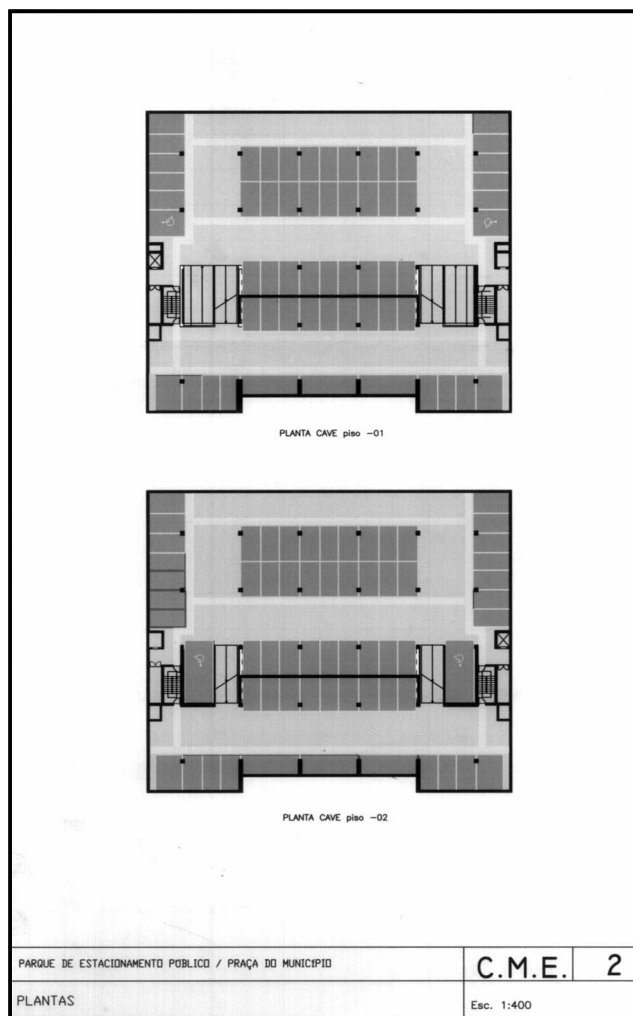 PLANTA CAVE piso -01
PLANTA CAVE piso -02
PARQUE DE ESTACIONAMENTO PÚBLICO / PRAÇA DO MUNICÍPIO
C.M.E. 2
PLANTAS
Esc. 1:400